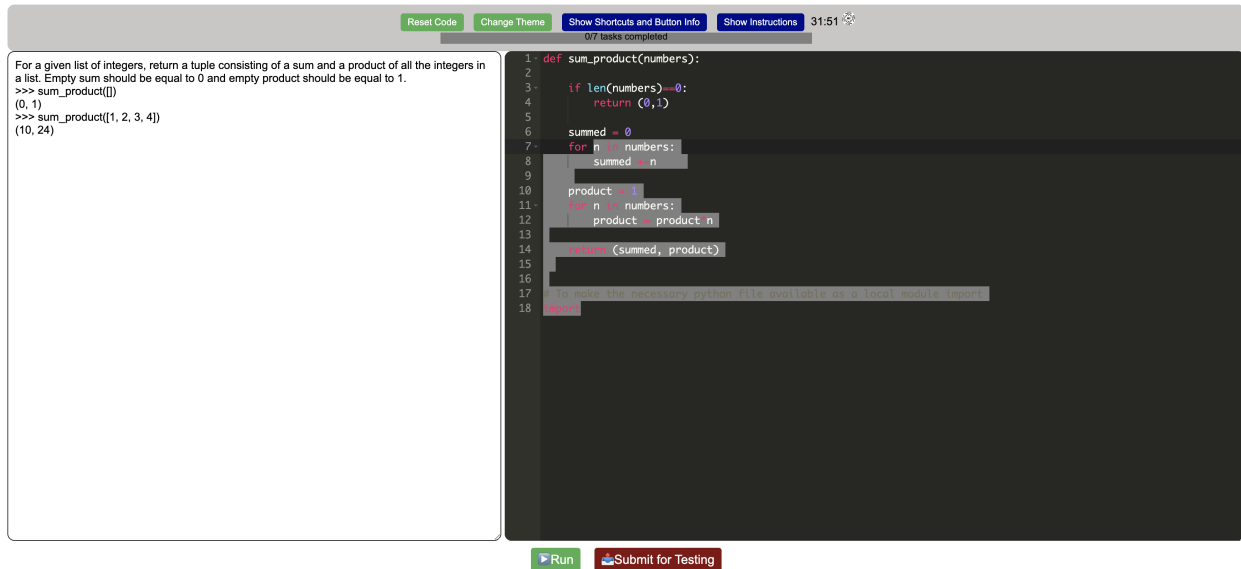 Reset Code
Change Theme
Show Shortcuts and Button Info
Show Instructions
31:51
0/7 tasks completed
For a given list of integers, return a tuple consisting of a sum and a product of all the integers in
a list. Empty sum should be equal to 0 and empty product should be equal to 1.
>>> sum_product([])
(0, 1)
>>> sum_product([1, 2, 3, 4])
(10, 24)
1 def sum_product(numbers):
2
3 if len(numbers)==0:
4 return (0,1)
5
6 summed = 0
7 for n in numbers:
8 summed + n
9
10 product = 1
11 for n in numbers:
12 product = product*n
13
14 return (summed, product)
15
16
17 # To make the necessary python file available as a local module import
18 import
Run
Submit for Testing